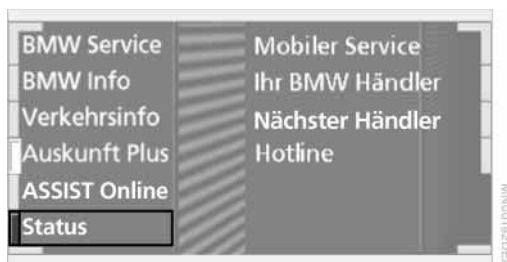 BMW Service
BMW Info
Verkehrsinfo
Auskunft Plus
ASSIST Online
Status
Mobiler Service
Ihr BMW Händler
Nächster Händler
Hotline